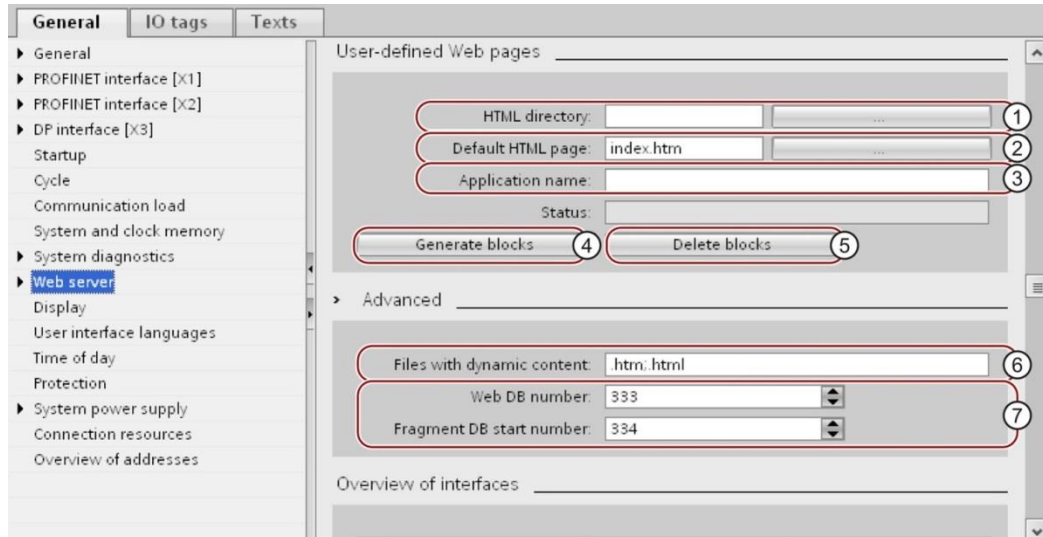 General IO tags Texts
General
PROFINET interface [X1]
PROFINET interface [X2]
DP interface [X3]
Startup
Cycle
Communication load
System and clock memory
System diagnostics
Web server
Display
User interface languages
Time of day
Protection
System power supply
Connection resources
Overview of addresses
User-defined Web pages
HTML directory: ... 1
Default HTML page: index.htm ... 2
Application name: 3
Status:
Generate blocks 4 Delete blocks 5
Advanced
Files with dynamic content: .htm;.html 6
Web DB number: 333
7
Fragment DB start number: 334
Overview of interfaces